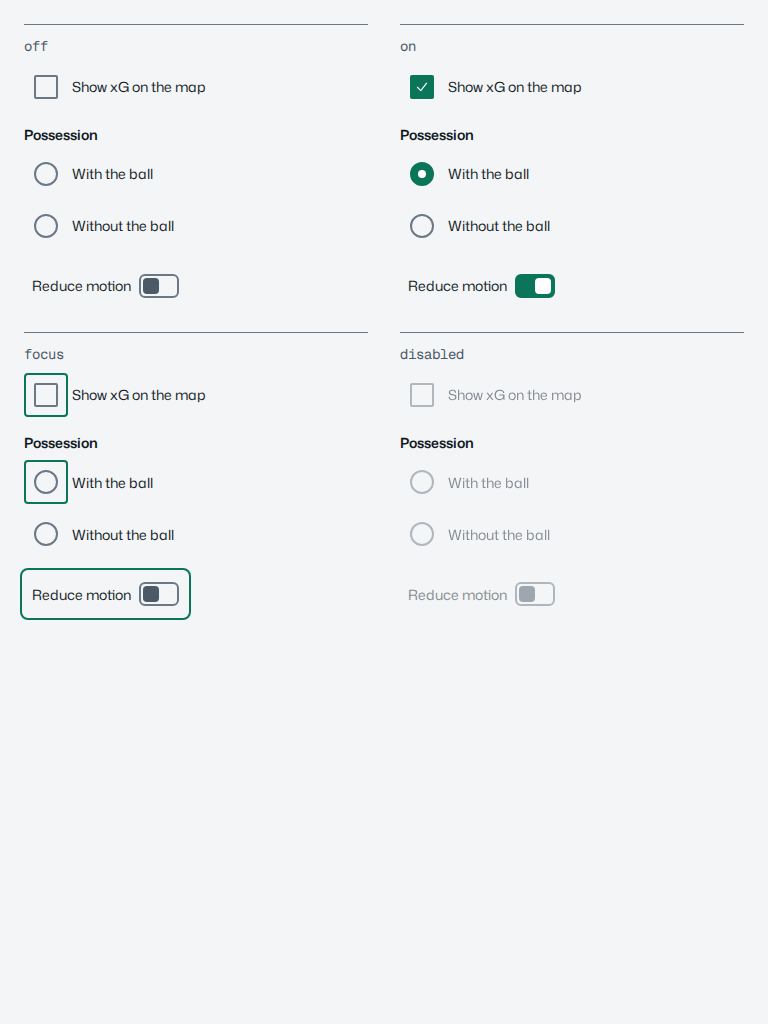 off
Show xG on the map
Possession
With the ball
Without the ball
Reduce motion
on
Show xG on the map
Possession
With the ball
Without the ball
Reduce motion
focus
Show xG on the map
Possession
With the ball
Without the ball
Reduce motion
disabled
Show xG on the map
Possession
With the ball
Without the ball
Reduce motion